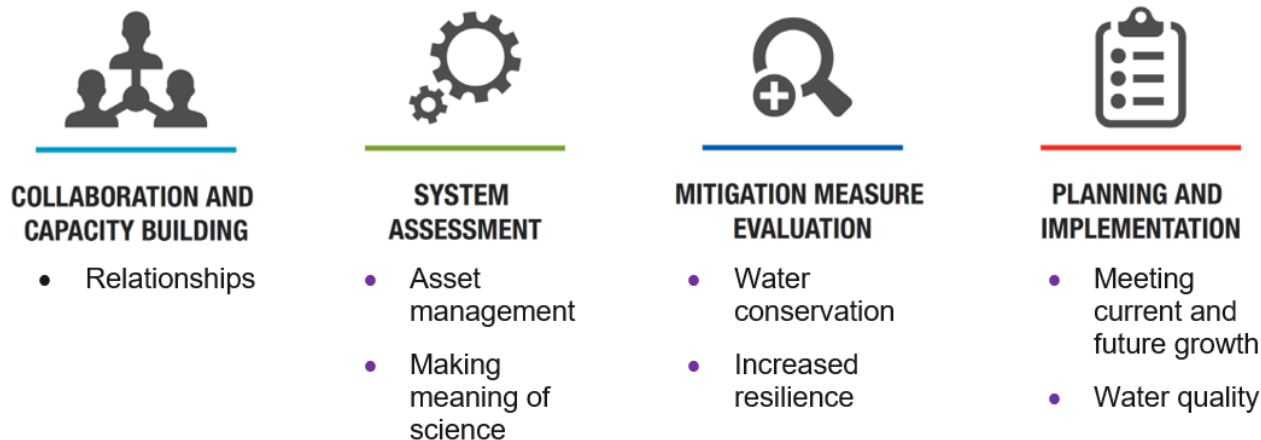 COLLABORATION AND
CAPACITY BUILDING
• Relationships
SYSTEM
ASSESSMENT
• Asset
management
• Making
meaning of
science
MITIGATION MEASURE
EVALUATION
• Water
conservation
• Increased
resilience
PLANNING AND
IMPLEMENTATION
• Meeting
current and
future growth
• Water quality